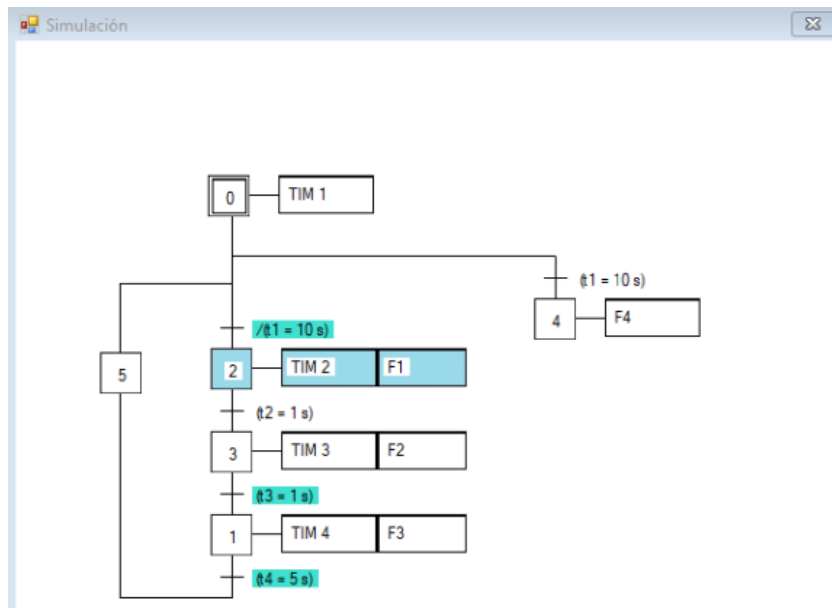 Simulación
0 TIM 1
(t1 = 10 s)
4 F4
/(t1 = 10 s)
5
2 TIM 2 F1
(t2 = 1 s)
3 TIM 3 F2
(t3 = 1 s)
1 TIM 4 F3
(t4 = 5 s)